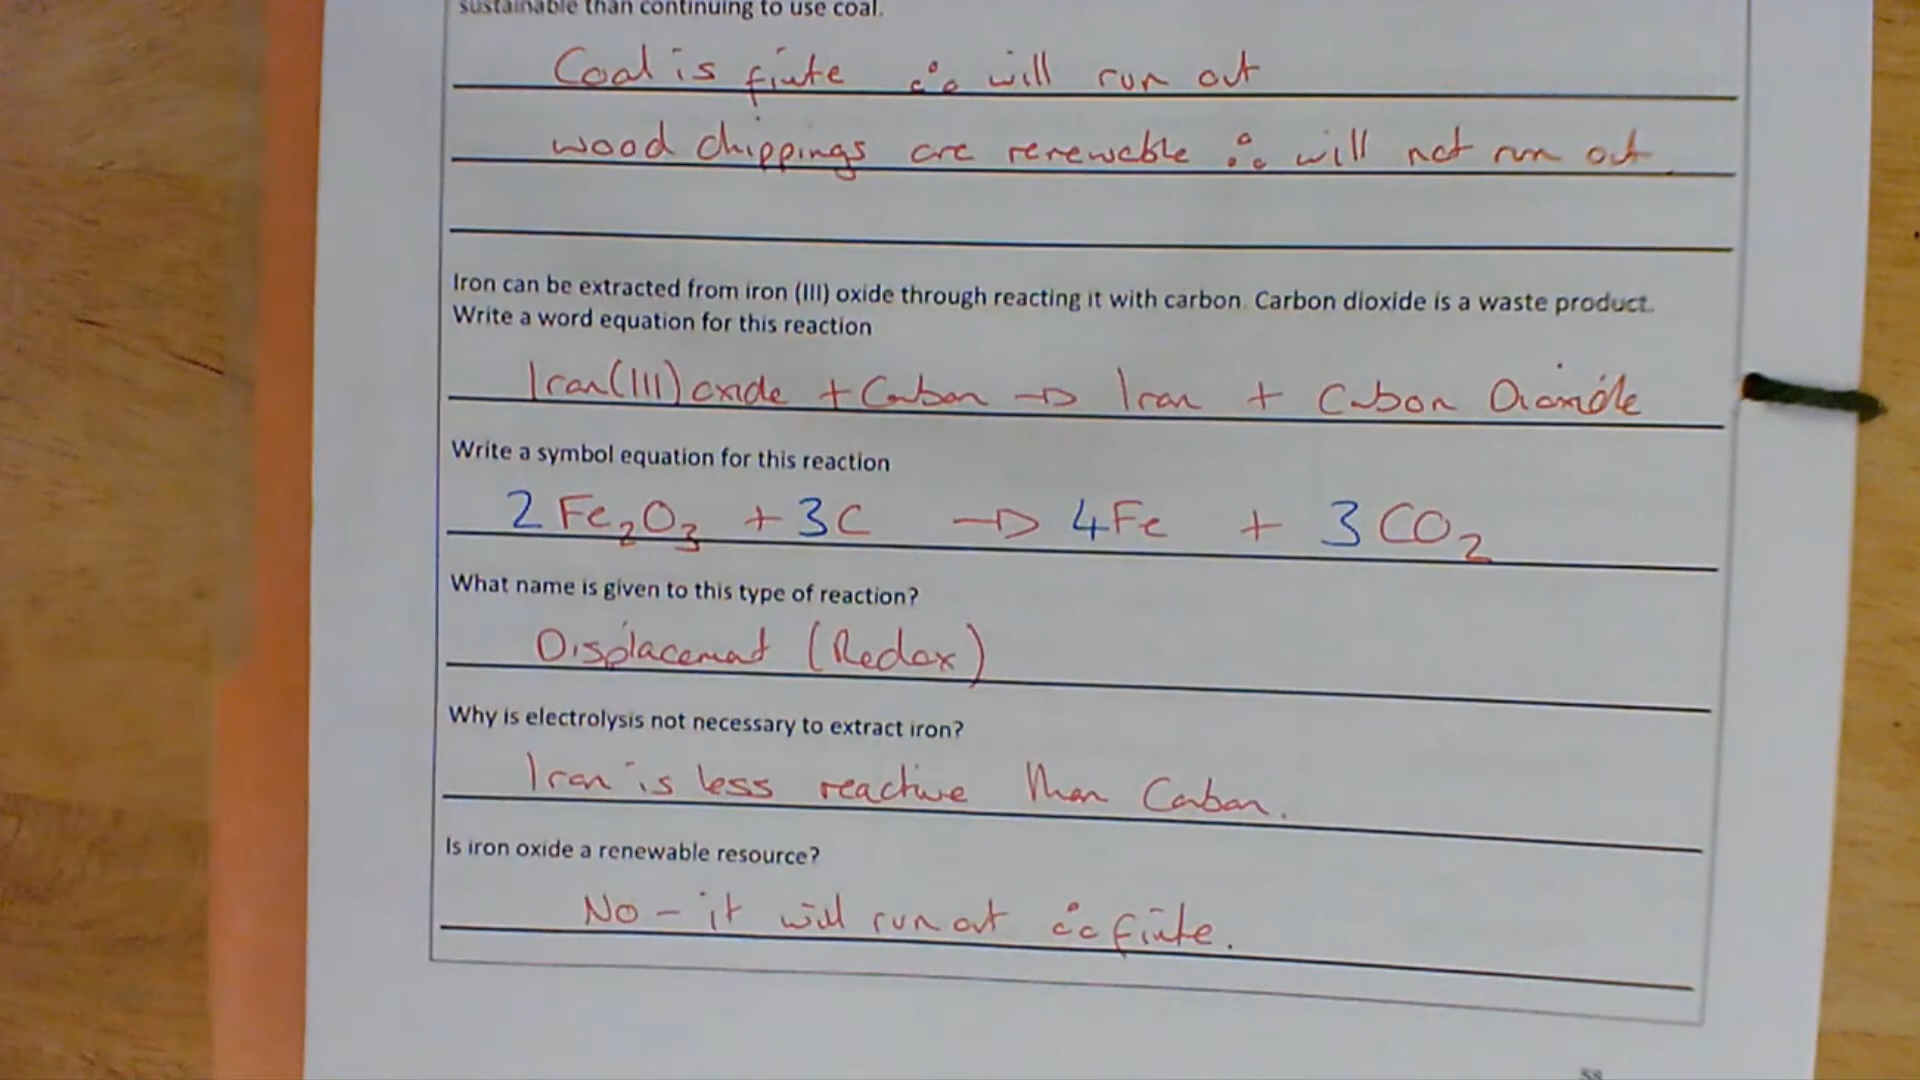 sustainable than continuing to use coal.
Coal is finite ∴ will run out
wood chippings are renewable ∴ will not run out
Iron can be extracted from iron (III) oxide through reacting it with carbon. Carbon dioxide is a waste product.
Write a word equation for this reaction
Iron(III) oxide + Carbon → Iron + Carbon Dioxide
Write a symbol equation for this reaction
2Fe₂O₃ + 3C → 4Fe + 3CO₂
What name is given to this type of reaction?
Displacement (Redox)
Why is electrolysis not necessary to extract iron?
Iron is less reactive than Carbon.
Is iron oxide a renewable resource?
No - it will run out ∴ finite.